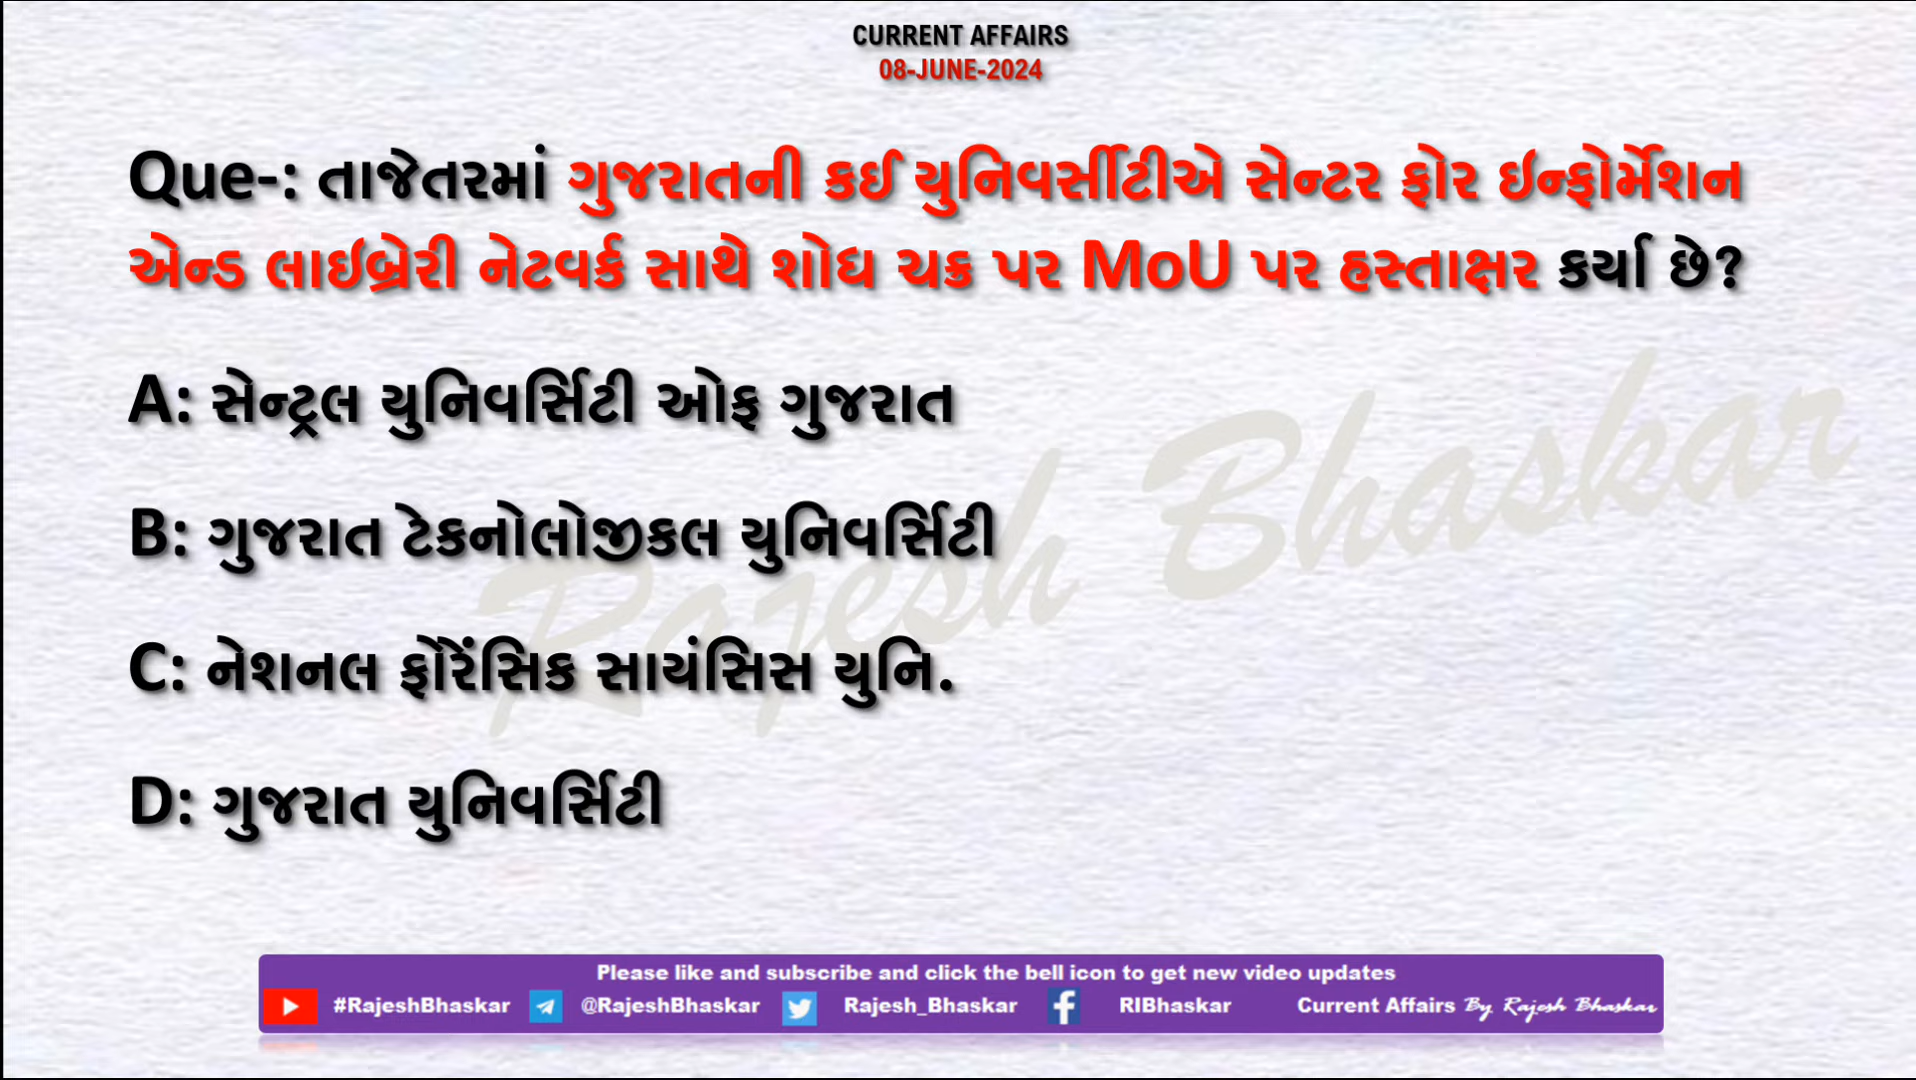 CURRENT AFFAIRS
08-JUNE-2024
Que-: તાજેતરમાં ગુજરાતની કઈ યુનિવર્સીટીએ સેન્ટર ફોર ઇન્ફોર્મેશન
એન્ડ લાઇબ્રેરી નેટવર્ક સાથે શોધ ચક્ર પર MoU પર હસ્તાક્ષર કર્યા છે?
A: સેન્ટ્રલ યુનિવર્સિટી ઓફ ગુજરાત
B: ગુજરાત ટેકનોલોજીકલ યુનિવર્સિટી
C: નેશનલ ફોરેંસિક સાયંસિસ યુનિ.
D: ગુજરાત યુનિવર્સિટી
Rajesh Bhaskar
Please like and subscribe and click the bell icon to get new video updates
#RajeshBhaskar @RajeshBhaskar Rajesh_Bhaskar RIBhaskar Current Affairs By Rajesh Bhaskar